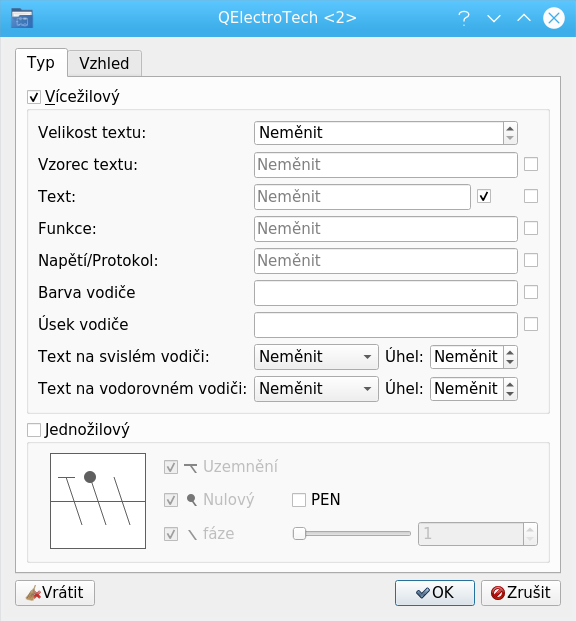 QElectroTech <2>
Typ Vzhled
Vícežilový
Velikost textu: Neměnit
Vzorec textu: Neměnit
Text: Neměnit
Funkce: Neměnit
Napětí/Protokol: Neměnit
Barva vodiče
Úsek vodiče
Text na svislém vodiči: Neměnit Úhel: Neměnit
Text na vodorovném vodiči: Neměnit Úhel: Neměnit
Jednožilový
Uzemnění
Nulový PEN
fáze 1
Vrátit OK Zrušit